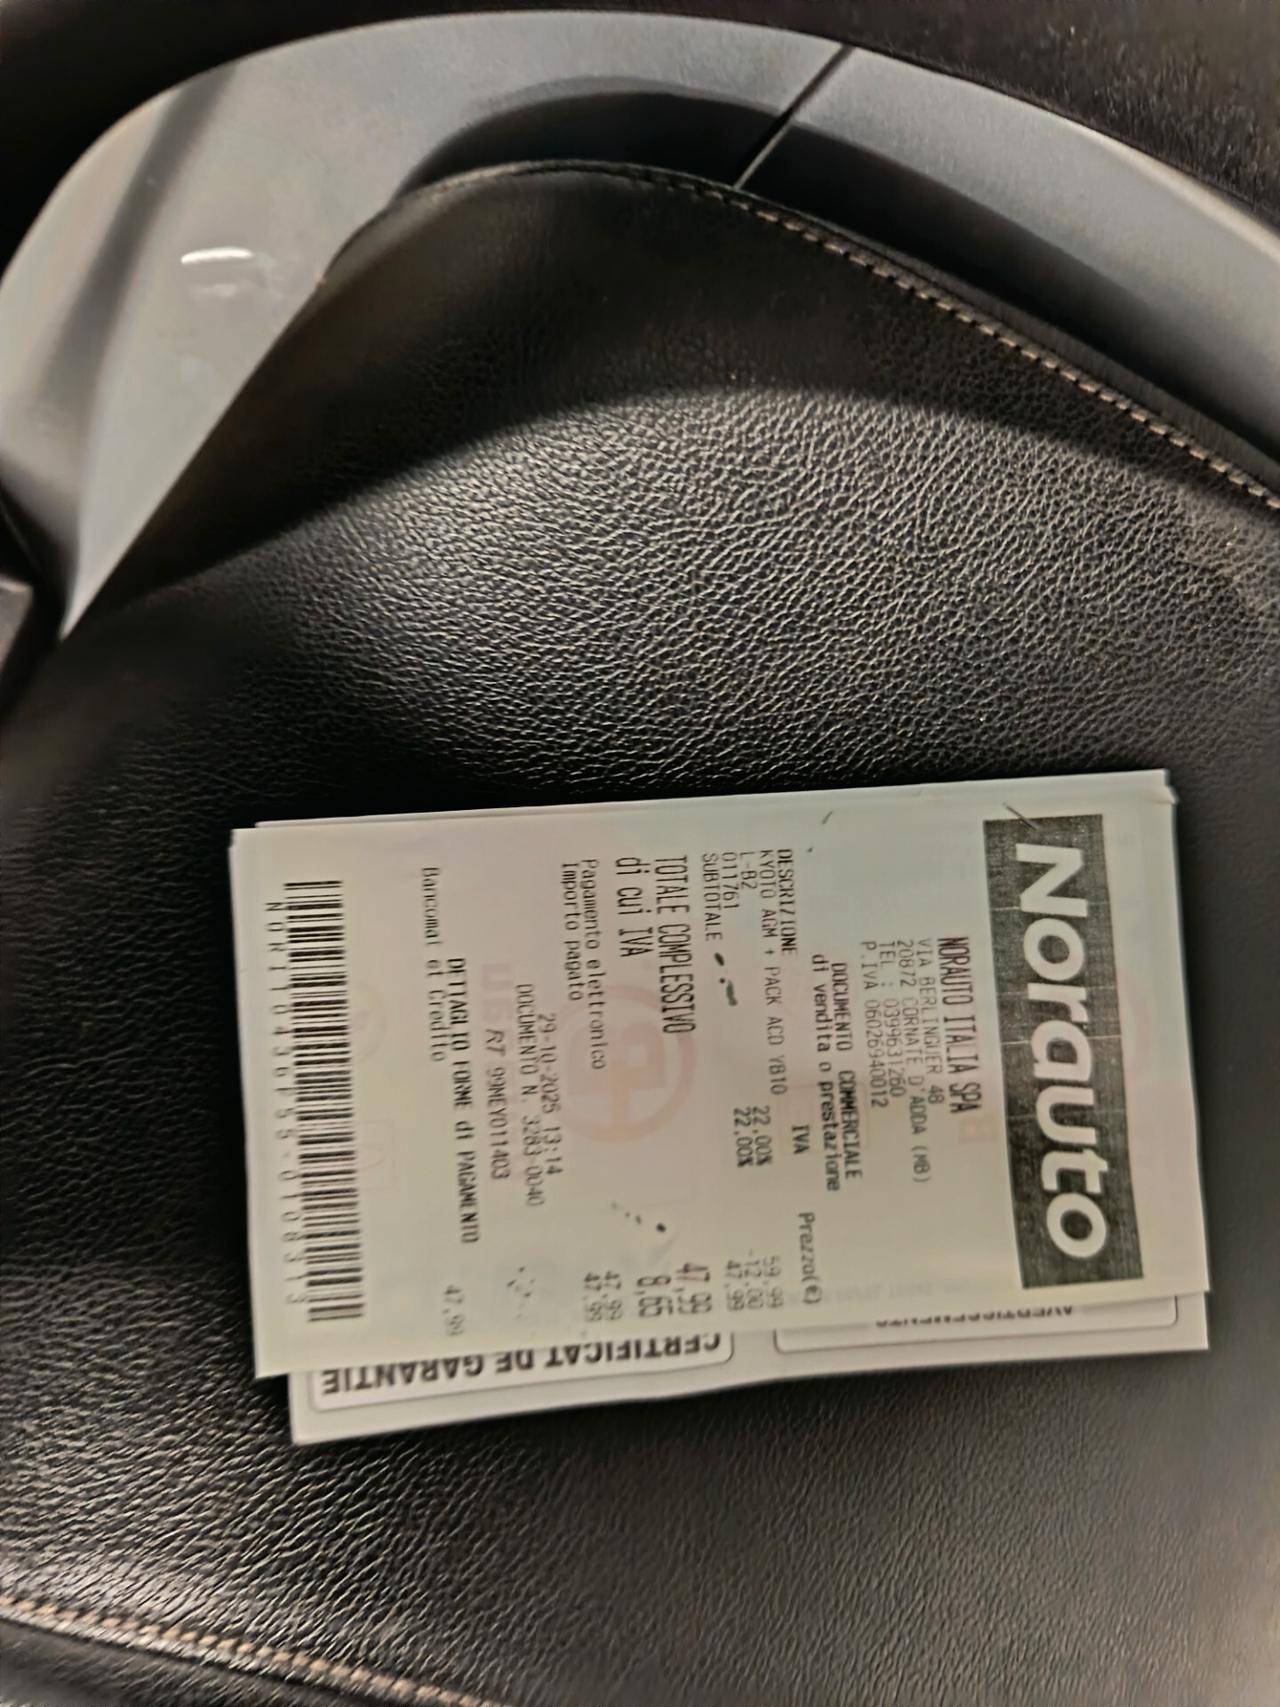 Norauto
NORAUTO ITALIA SPA
VIA BERLINGUER 48
20872 CORNATE D'ADDA (MB)
TEL : 0399631260
P.IVA 06026940012
DOCUMENTO COMMERCIALE
di vendita o prestazione
DESCRIZIONE IVA Prezzo(€)
KYOTO AGM + PACK ACD YB10 22,00% 59,99
L-B2 22,00% -12,00
011761
SUBTOTALE 47,99
TOTALE COMPLESSIVO 47,99
di cui IVA 8,65
Pagamento elettronico 47,99
Importo pagato 47,99
29-10-2025 13:14
DOCUMENTO N. 3283-0040
RT 99MEY011403
DETTAGLIO FORME di PAGAMENTO
Bancomat et Credito 47,99
CERTIFICAT DE GARANTIE
AVERTISSEMENTS